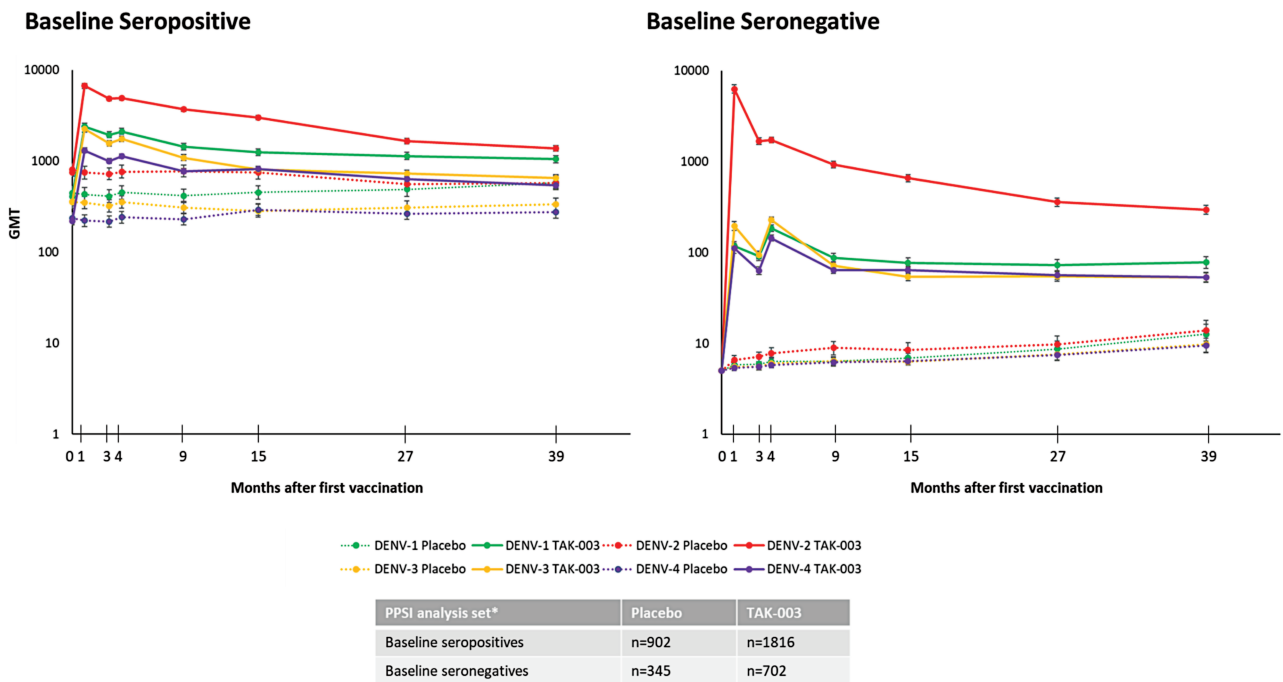 Baseline Seropositive
Baseline Seronegative
10000
1000
100
10
1
GMT
0 1 3 4 9 15 27 39
Months after first vaccination
10000
1000
100
10
1
0 1 3 4 9 15 27 39
Months after first vaccination
DENV-1 Placebo DENV-1 TAK-003 DENV-2 Placebo DENV-2 TAK-003
DENV-3 Placebo DENV-3 TAK-003 DENV-4 Placebo DENV-4 TAK-003
PPSI analysis set* Placebo TAK-003
Baseline seropositives n=902 n=1816
Baseline seronegatives n=345 n=702